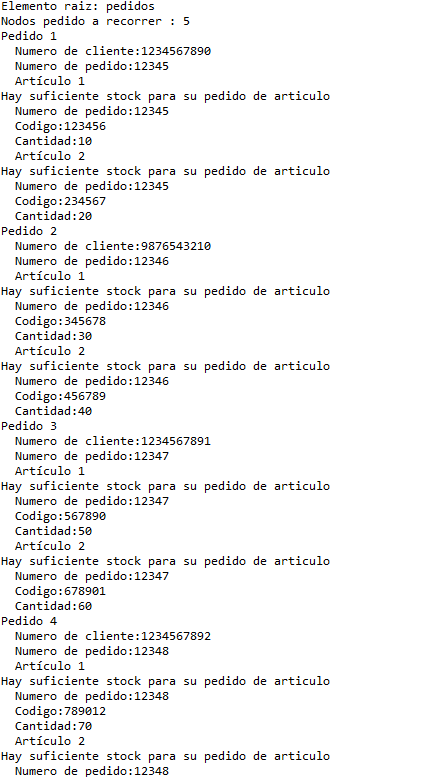 Elemento raiz: pedidos
Nodos pedido a recorrer : 5
Pedido 1
  Numero de cliente:1234567890
  Numero de pedido:12345
  Artículo 1
Hay suficiente stock para su pedido de articulo
  Numero de pedido:12345
  Codigo:123456
  Cantidad:10
  Artículo 2
Hay suficiente stock para su pedido de articulo
  Numero de pedido:12345
  Codigo:234567
  Cantidad:20
Pedido 2
  Numero de cliente:9876543210
  Numero de pedido:12346
  Artículo 1
Hay suficiente stock para su pedido de articulo
  Numero de pedido:12346
  Codigo:345678
  Cantidad:30
  Artículo 2
Hay suficiente stock para su pedido de articulo
  Numero de pedido:12346
  Codigo:456789
  Cantidad:40
Pedido 3
  Numero de cliente:1234567891
  Numero de pedido:12347
  Artículo 1
Hay suficiente stock para su pedido de articulo
  Numero de pedido:12347
  Codigo:567890
  Cantidad:50
  Artículo 2
Hay suficiente stock para su pedido de articulo
  Numero de pedido:12347
  Codigo:678901
  Cantidad:60
Pedido 4
  Numero de cliente:1234567892
  Numero de pedido:12348
  Artículo 1
Hay suficiente stock para su pedido de articulo
  Numero de pedido:12348
  Codigo:789012
  Cantidad:70
  Artículo 2
Hay suficiente stock para su pedido de articulo
  Numero de pedido:12348